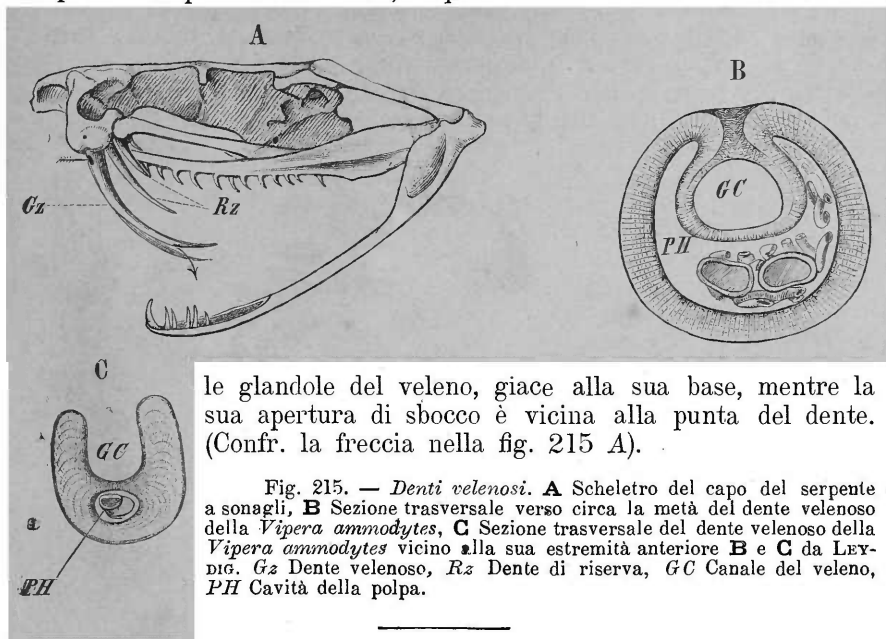 A
B
GC
PH
Gz
Rz
C
GC
PH
le glandole del veleno, giace alla sua base, mentre la
sua apertura di sbocco è vicina alla punta del dente.
(Confr. la freccia nella fig. 215 A).
Fig. 215. — Denti velenosi. A Scheletro del capo del serpente
a sonagli, B Sezione trasversale verso circa la metà del dente velenoso
della Vipera ammodytes, C Sezione trasversale del dente velenoso della
Vipera ammodytes vicino alla sua estremità anteriore B e C da LEY-
DIG. Gz Dente velenoso, Rz Dente di riserva, GC Canale del veleno,
PH Cavità della polpa.